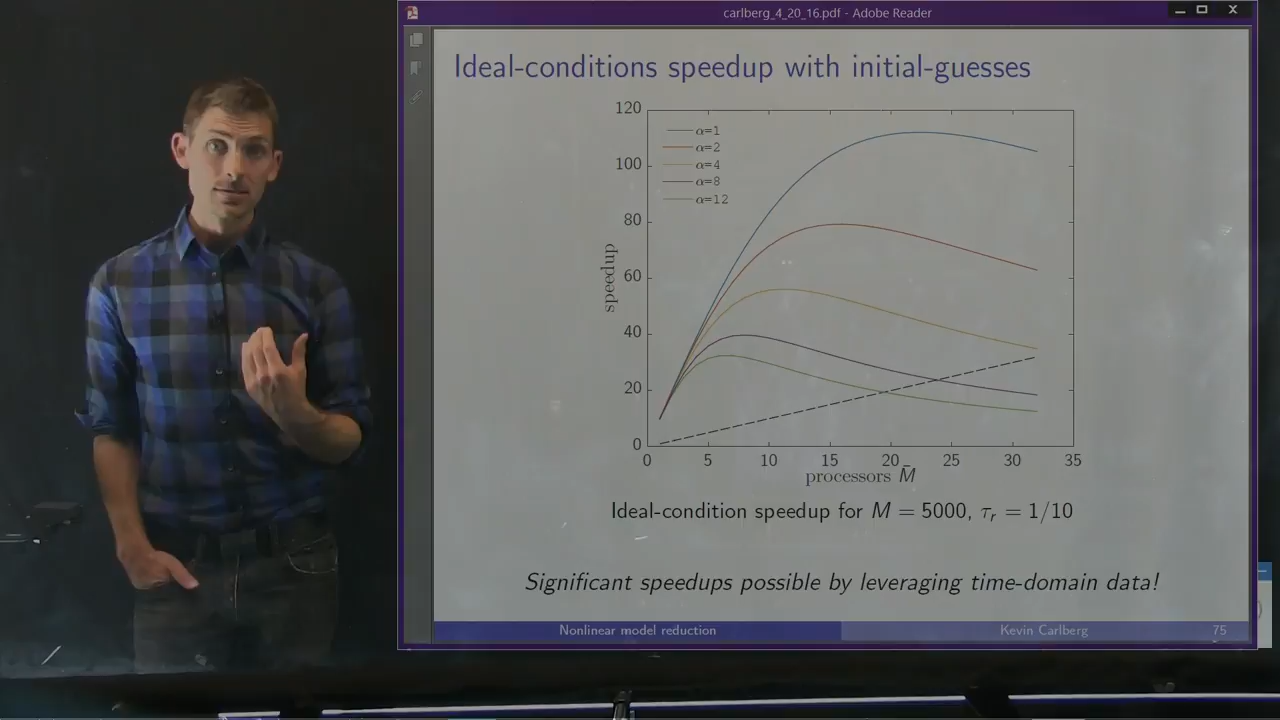 carlberg_4_20_16.pdf - Adobe Reader
Ideal-conditions speedup with initial-guesses
120
100
80
60
40
20
0
speedup
α=1
α=2
α=4
α=8
α=12
0 5 10 15 20 25 30 35
processors M̄
Ideal-condition speedup for M = 5000, τᵣ = 1/10
Significant speedups possible by leveraging time-domain data!
Nonlinear model reduction Kevin Carlberg 75